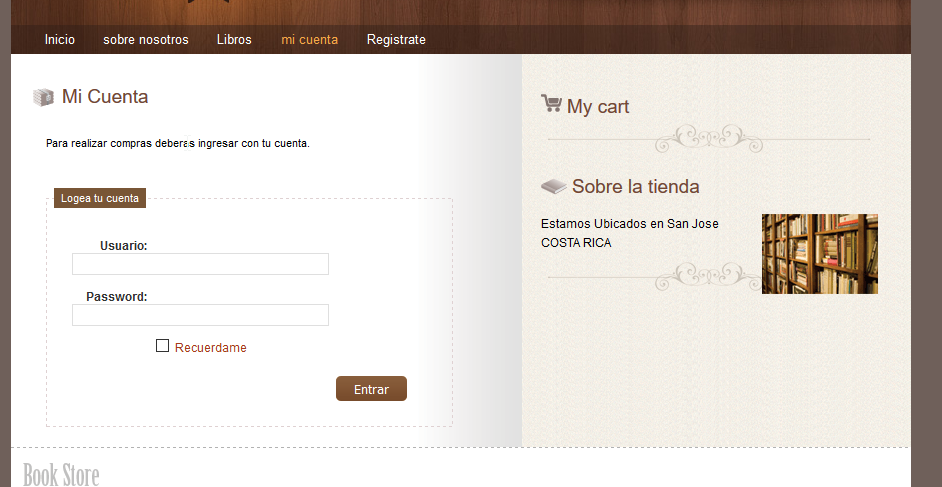 Inicio sobre nosotros Libros mi cuenta Registrate
Mi Cuenta
Para realizar compras deberas ingresar con tu cuenta.
Logea tu cuenta
Usuario:
Password:
Recuerdame
Entrar
My cart
Sobre la tienda
Estamos Ubicados en San Jose
COSTA RICA
Book Store